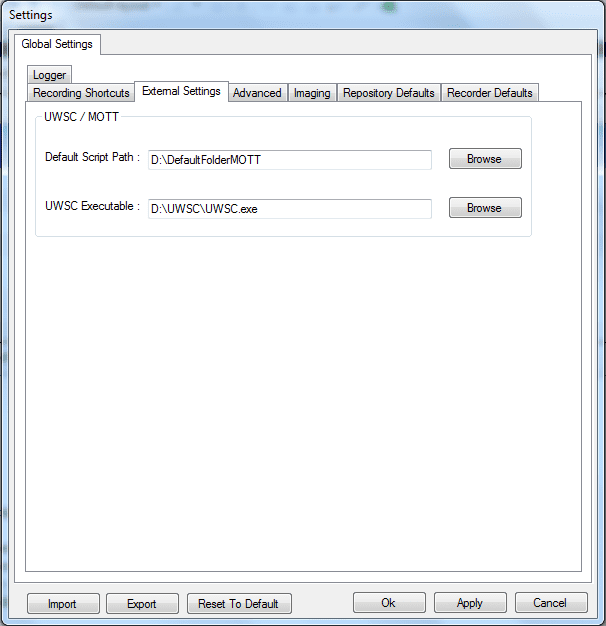 Settings
Global Settings
Logger
Recording Shortcuts External Settings Advanced Imaging Repository Defaults Recorder Defaults
UWSC / MOTT
Default Script Path : D:\DefaultFolderMOTT Browse
UWSC Executable : D:\UWSC\UWSC.exe Browse
Import Export Reset To Default Ok Apply Cancel